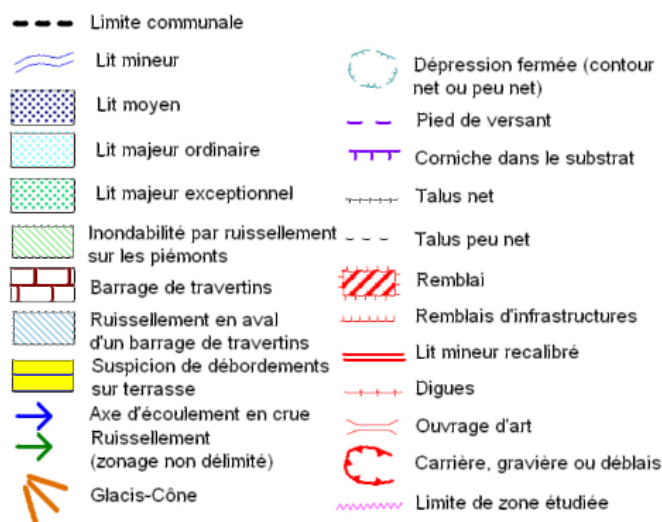 Limite communale
Lit mineur
Lit moyen
Lit majeur ordinaire
Lit majeur exceptionnel
Inondabilité par ruissellement
sur les piémonts
Barrage de travertins
Ruissellement en aval
d'un barrage de travertins
Suspicion de débordements
sur terrasse
Axe d'écoulement en crue
Ruissellement
(zonage non délimité)
Glacis-Cône
Dépression fermée (contour
net ou peu net)
Pied de versant
Corniche dans le substrat
Talus net
Talus peu net
Remblai
Remblais d'infrastructures
Lit mineur recalibré
Digues
Ouvrage d'art
Carrière, gravière ou déblais
Limite de zone étudiée